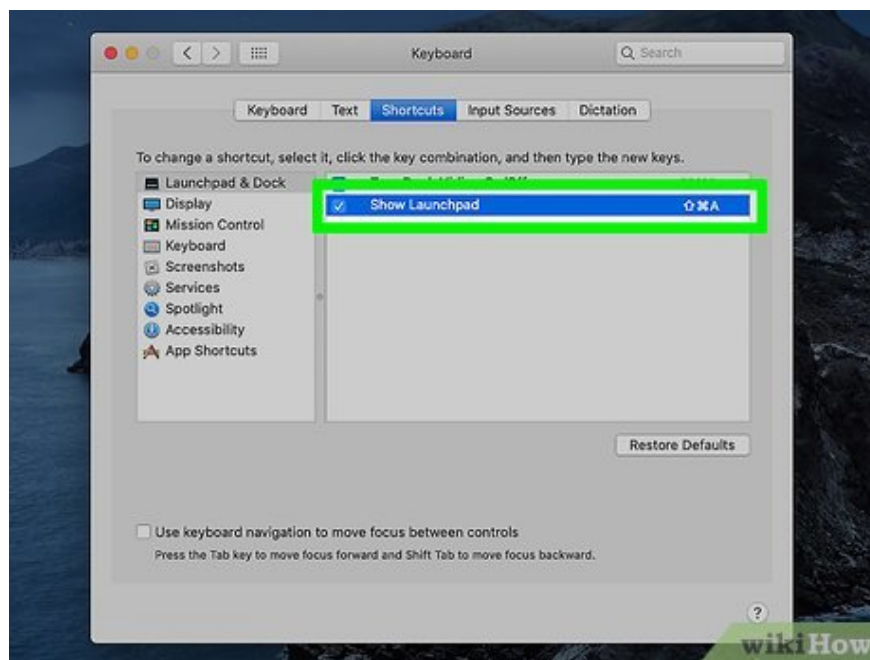 Keyboard
Search
Keyboard Text Shortcuts Input Sources Dictation
To change a shortcut, select it, click the key combination, and then type the new keys.
Launchpad & Dock
Display
Mission Control
Keyboard
Screenshots
Services
Spotlight
Accessibility
App Shortcuts
Show Launchpad ⇧⌘A
Restore Defaults
Use keyboard navigation to move focus between controls
Press the Tab key to move focus forward and Shift Tab to move focus backward.
?
wikiHow